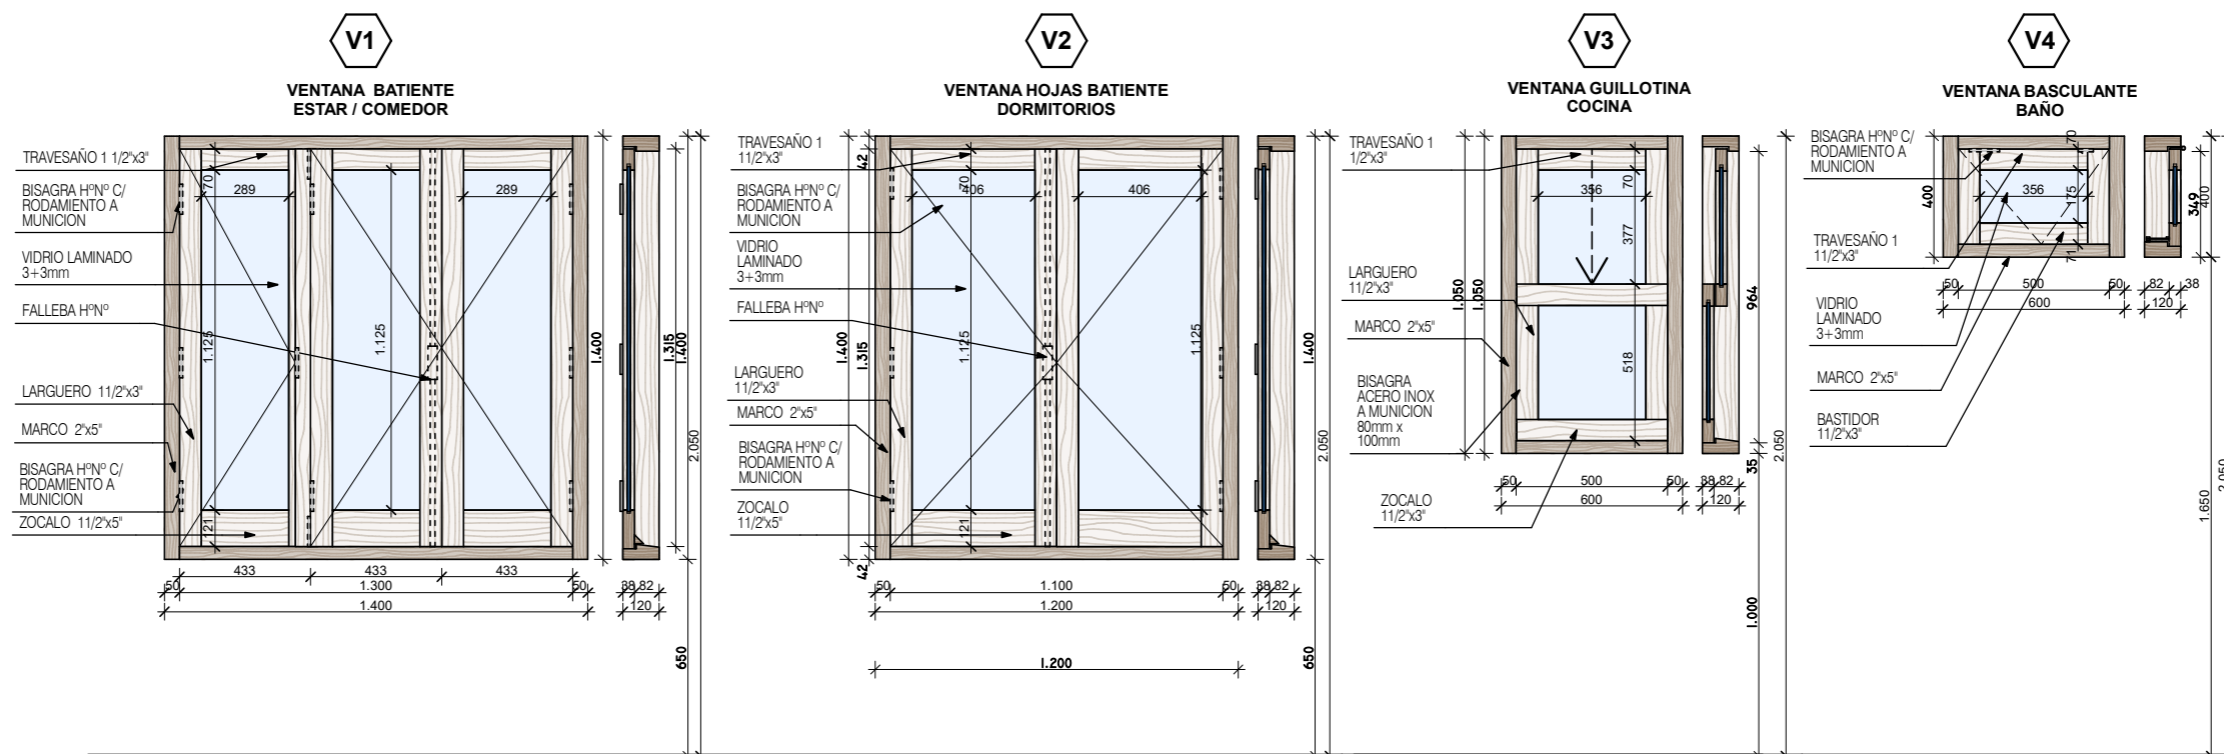 V1
VENTANA BATIENTE
ESTAR / COMEDOR
TRAVESAÑO 1 1/2"x3"
BISAGRA HºNº C/
RODAMIENTO A
MUNICION
VIDRIO LAMINADO
3+3mm
FALLEBA HºNº
LARGUERO 11/2"x3"
MARCO 2"x5"
BISAGRA HºNº C/
RODAMIENTO A
MUNICION
ZOCALO 11/2"x5"
70
289
289
1.125
1.125
121
433
433
433
50
1.300
50
1.400
38
82
120
1.400
1.315
1.400
2.050
650
V2
VENTANA HOJAS BATIENTE
DORMITORIOS
TRAVESAÑO 1
11/2"x3"
BISAGRA HºNº C/
RODAMIENTO A
MUNICION
VIDRIO
LAMINADO
3+3mm
FALLEBA HºNº
LARGUERO
11/2"x3"
MARCO 2"x5"
BISAGRA HºNº C/
RODAMIENTO A
MUNICION
ZOCALO
11/2"x5"
42
70
406
406
1.400
1.315
1.125
1.125
121
42
50
1.100
50
1.200
38
82
120
1.200
1.400
2.050
650
V3
VENTANA GUILLOTINA
COCINA
TRAVESAÑO 1
1/2"x3"
LARGUERO
11/2"x3"
MARCO 2"x5"
BISAGRA
ACERO INOX
A MUNICION
80mm x
100mm
ZOCALO
11/2"x3"
1.050
1.050
356
70
377
518
50
500
50
600
38
82
120
964
35
1.000
2.050
V4
VENTANA BASCULANTE
BAÑO
BISAGRA HºNº C/
RODAMIENTO A
MUNICION
TRAVESAÑO 1
11/2"x3"
VIDRIO
LAMINADO
3+3mm
MARCO 2"x5"
BASTIDOR
11/2"x3"
400
70
356
175
71
50
500
50
600
82
38
120
349
400
1.650
2.050